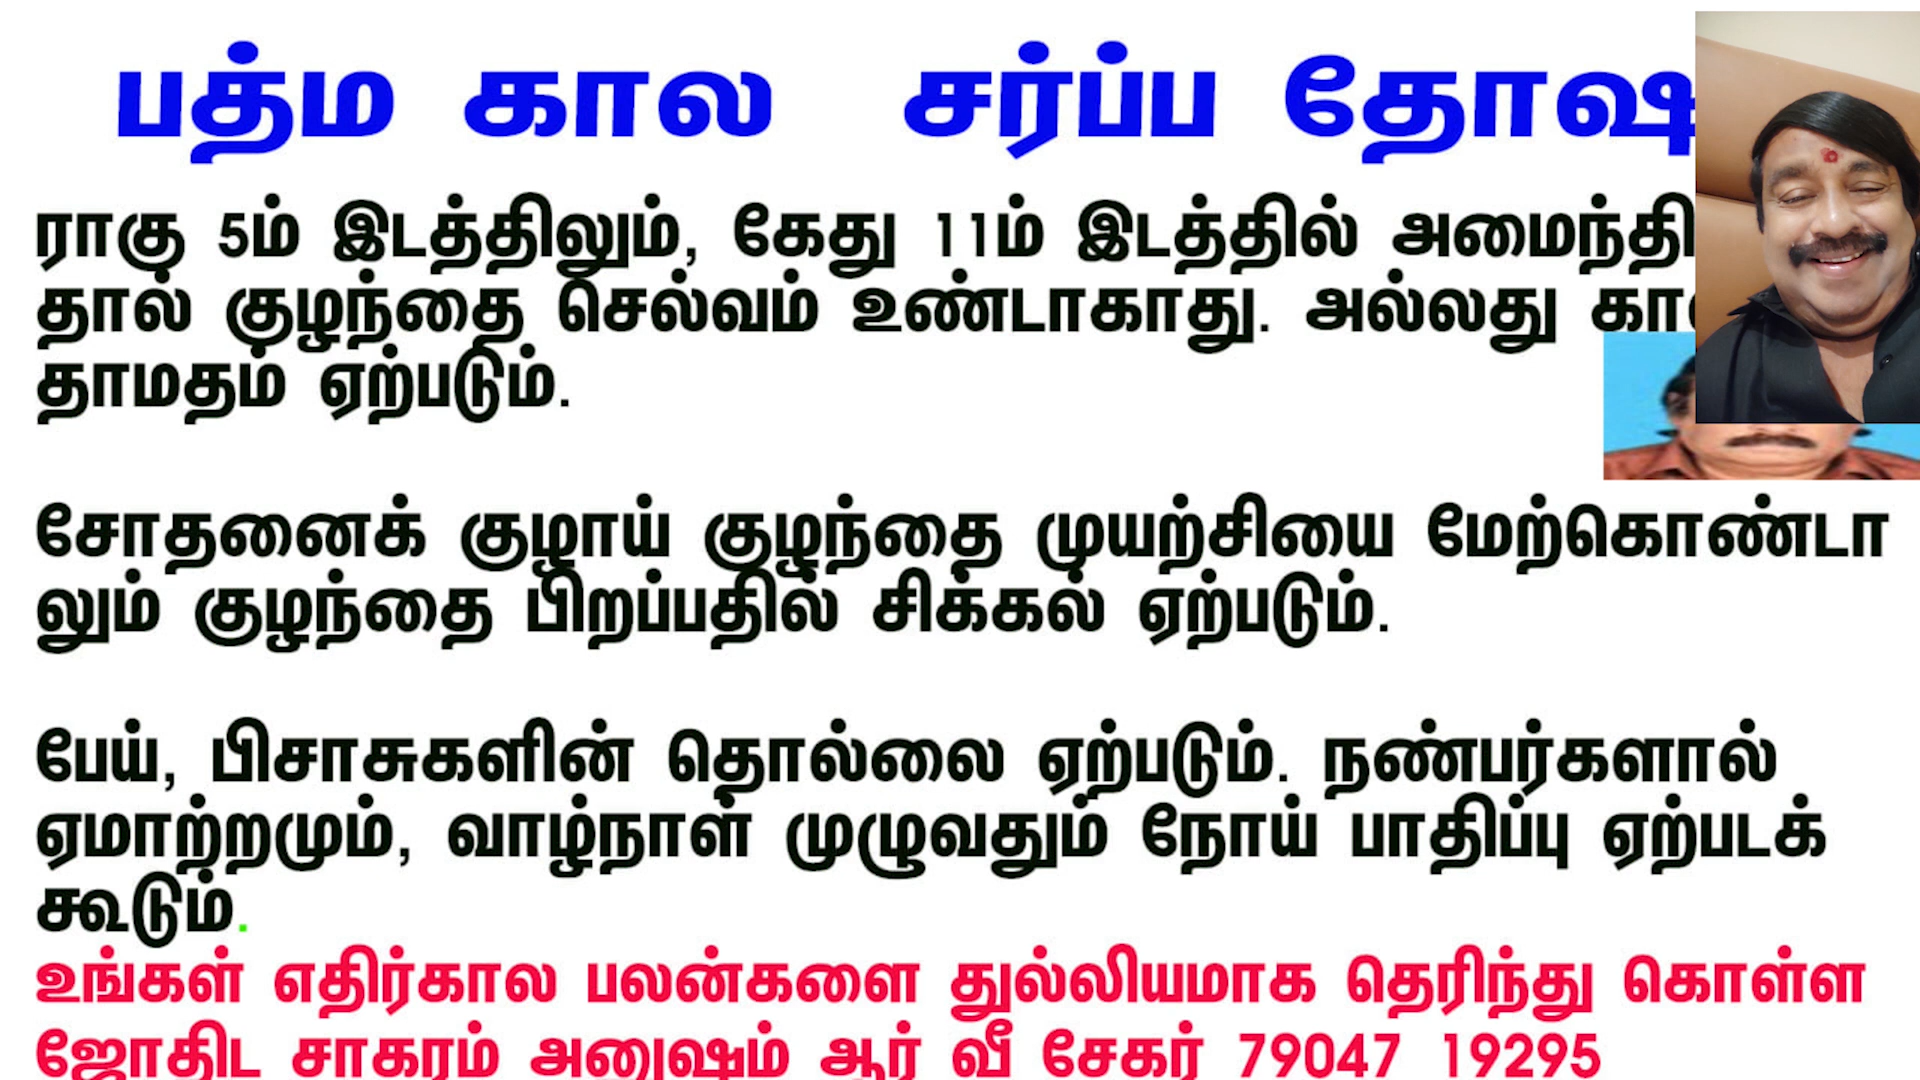 பத்ம கால சர்ப்ப தோஷ
ராகு 5ம் இடத்திலும், கேது 11ம் இடத்தில் அமைந்தி
தால் குழந்தை செல்வம் உண்டாகாது. அல்லது
தாமதம் ஏற்படும்.
சோதனைக் குழாய் குழந்தை முயற்சியை மேற்கொண்டா
லும் குழந்தை பிறப்பதில் சிக்கல் ஏற்படும்.
பேய், பிசாசுகளின் தொல்லை ஏற்படும். நண்பர்களால்
ஏமாற்றமும், வாழ்நாள் முழுவதும் நோய் பாதிப்பு ஏற்படக்
கூடும்.
உங்கள் எதிர்கால பலன்களை துல்லியமாக தெரிந்து கொள்ள
ஜோதிட சாகரம் அனுஷம் ஆர் வீ சேகர் 79047 19295